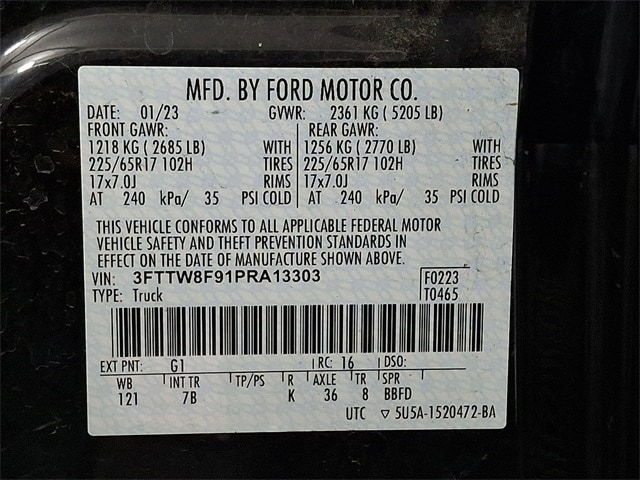 MFD. BY FORD MOTOR CO.
DATE: 01/23 GVWR: 2361 KG ( 5205 LB)
FRONT GAWR: REAR GAWR:
1218 KG ( 2685 LB) WITH 1256 KG ( 2770 LB) WITH
225/65R17 102H TIRES 225/65R17 102H TIRES
17x7.0J RIMS 17x7.0J RIMS
AT 240 kPa/ 35 PSI COLD AT 240 kPa/ 35 PSI COLD
THIS VEHICLE CONFORMS TO ALL APPLICABLE FEDERAL MOTOR
VEHICLE SAFETY AND THEFT PREVENTION STANDARDS IN
EFFECT ON THE DATE OF MANUFACTURE SHOWN ABOVE.
VIN: 3FTTW8F91PRA13303 F0223
TYPE: Truck T0465
EXT PNT: G1 RC: 16 DSO:
WB INT TR TP/PS R AXLE TR SPR
121 7B K 36 8 BBFD
UTC ▽ 5U5A-1520472-BA